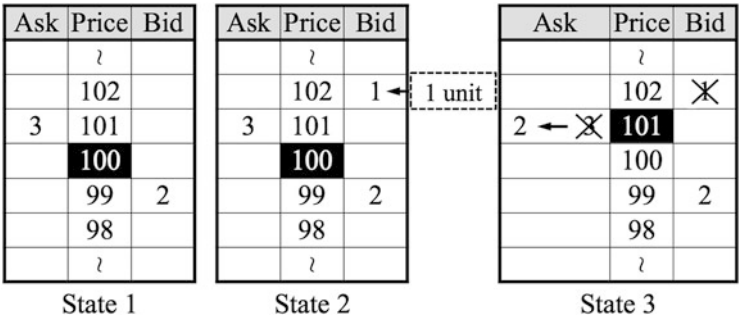 Ask Price Bid
≀
102
3 101
100
99 2
98
≀
State 1
Ask Price Bid
≀
102 1 ← 1 unit
3 101
100
99 2
98
≀
State 2
Ask Price Bid
≀
102 1
2 ← 3 101
100
99 2
98
≀
State 3